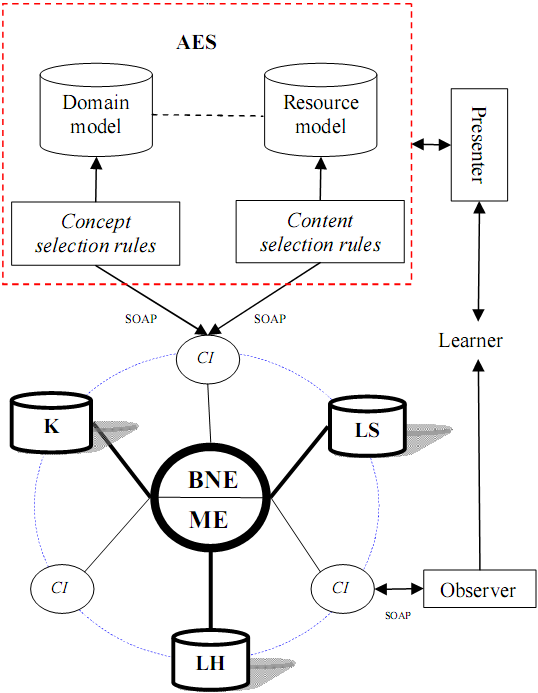 AES
Domain
model
Resource
model
Presenter
Concept
selection rules
Content
selection rules
SOAP
SOAP
Learner
CI
K
LS
BNE
ME
CI
CI
Observer
SOAP
LH